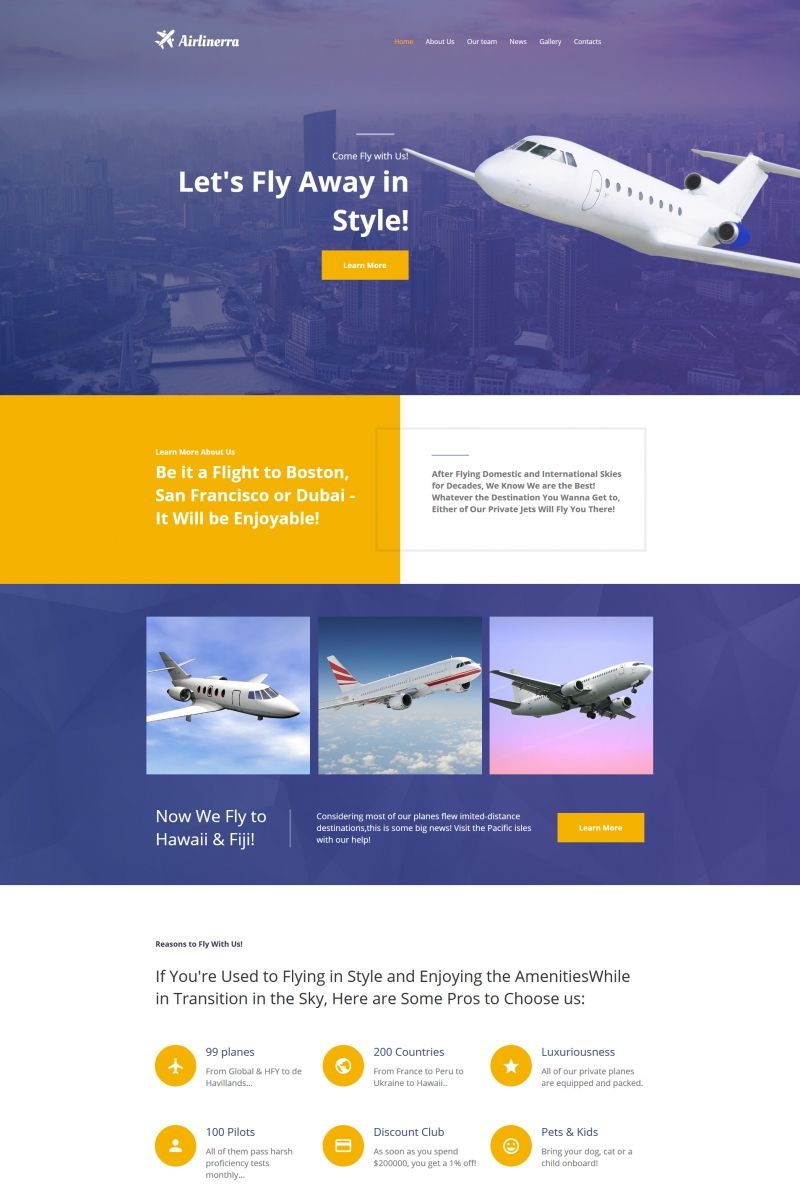 Airlinerra
Home About Us Our team News Gallery Contacts
Come Fly with Us!
Let's Fly Away in
Style!
Learn More
Learn More About Us
Be it a Flight to Boston,
San Francisco or Dubai -
It Will be Enjoyable!
After Flying Domestic and International Skies
for Decades, We Know We are the Best!
Whatever the Destination You Wanna Get to,
Either of Our Private Jets Will Fly You There!
Now We Fly to
Hawaii & Fiji!
Considering most of our planes flew imited-distance
destinations,this is some big news! Visit the Pacific isles
with our help!
Learn More
Reasons to Fly With Us!
If You're Used to Flying in Style and Enjoying the AmenitiesWhile
in Transition in the Sky, Here are Some Pros to Choose us:
99 planes
From Global & HFY to de
Havillands...
200 Countries
From France to Peru to
Ukraine to Hawaii..
Luxuriousness
All of our private planes
are equipped and packed.
100 Pilots
All of them pass harsh
proficiency tests
monthly...
Discount Club
As soon as you spend
$200000, you get a 1% off!
Pets & Kids
Bring your dog, cat or a
child onboard!